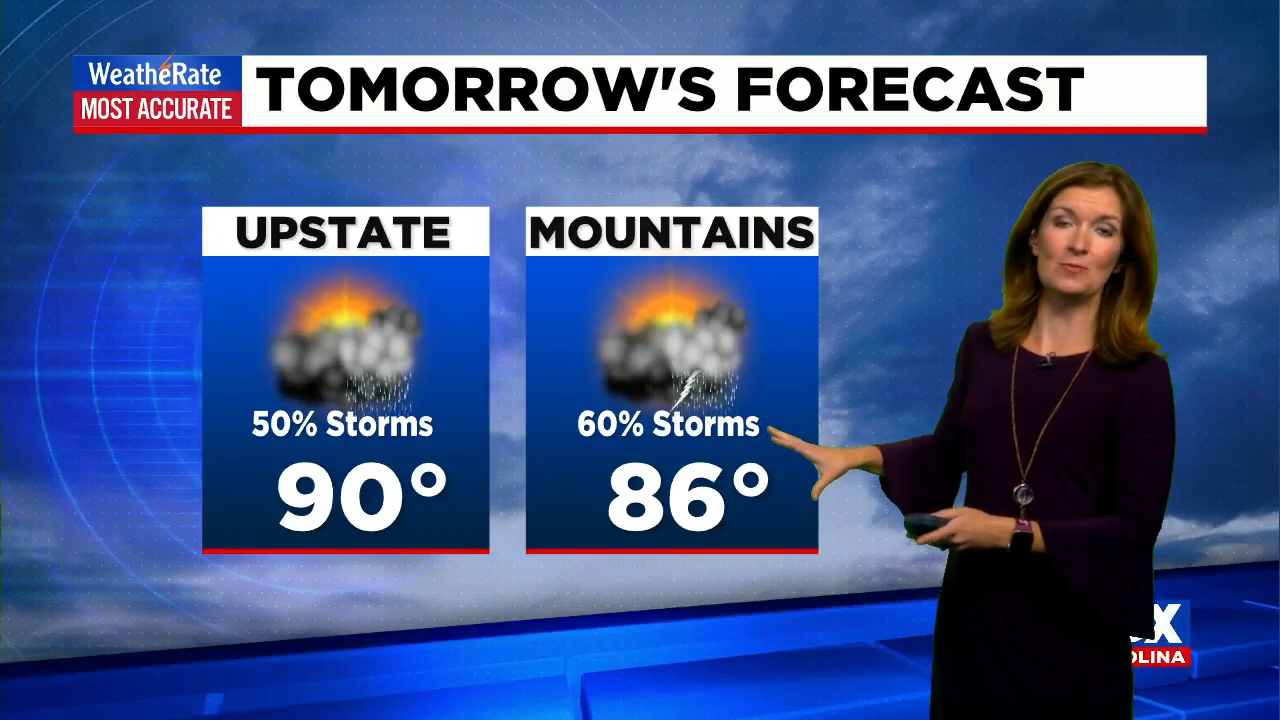 WeatheRate
MOST ACCURATE
TOMORROW'S FORECAST
UPSTATE
MOUNTAINS
50% Storms
60% Storms
90°
86°